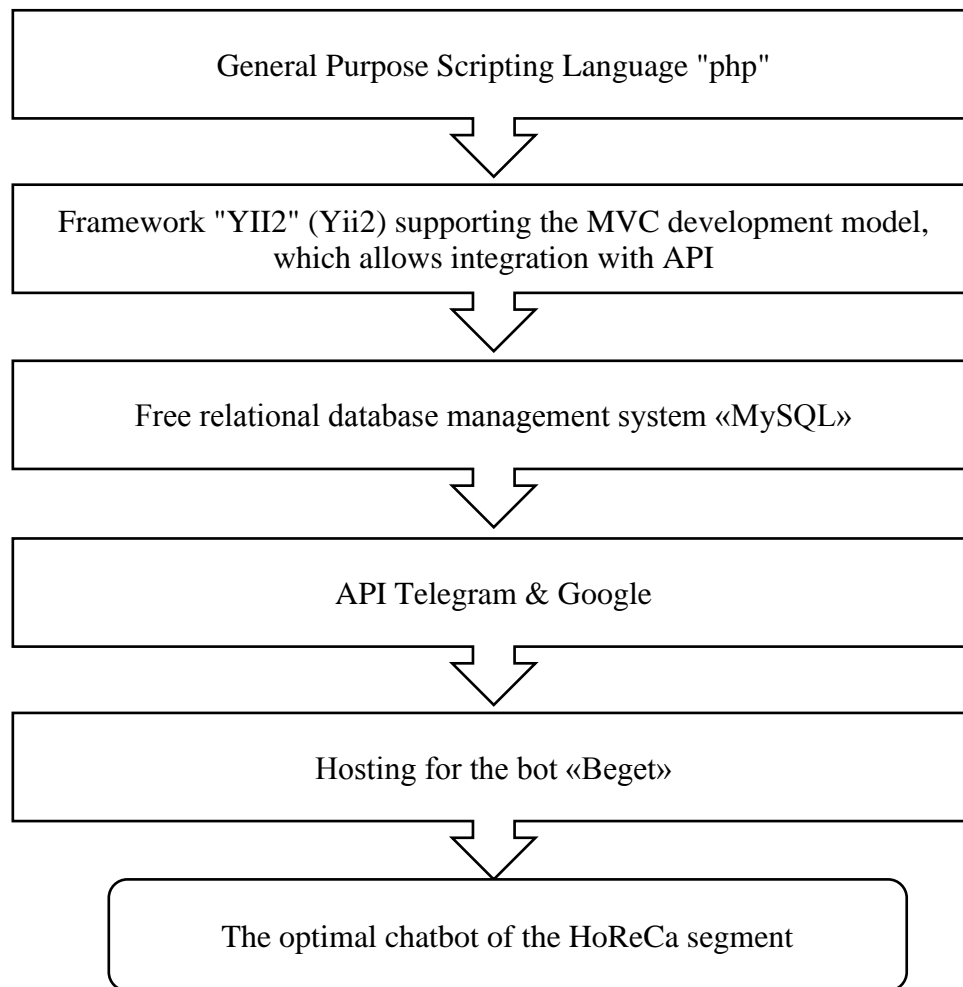 General Purpose Scripting Language "php"
Framework "YII2" (Yii2) supporting the MVC development model,
which allows integration with API
Free relational database management system «MySQL»
API Telegram & Google
Hosting for the bot «Beget»
The optimal chatbot of the HoReCa segment